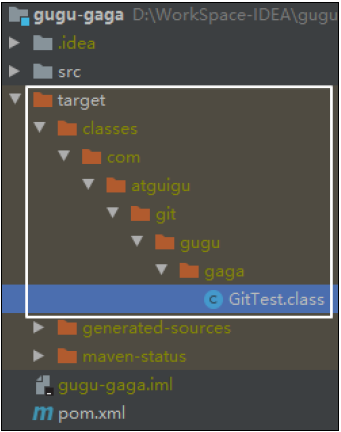 gugu-gaga D:\WorkSpace-IDEA\gugu
.idea
src
target
classes
com
atguigu
git
gugu
gaga
GitTest.class
generated-sources
maven-status
gugu-gaga.iml
pom.xml